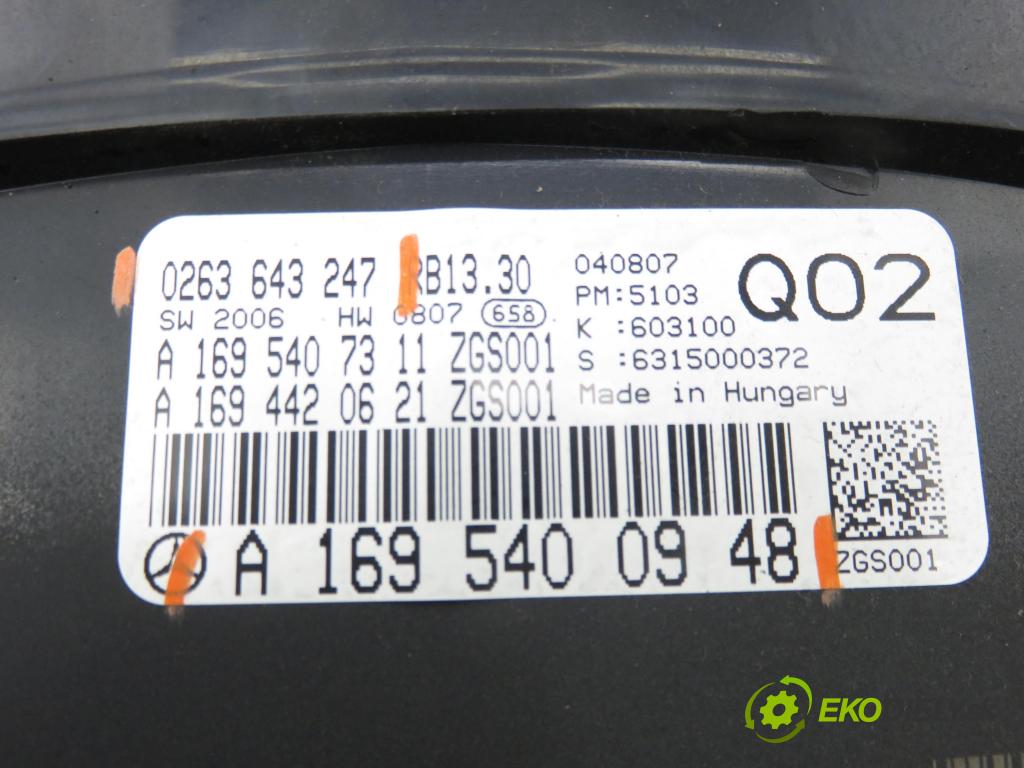 0263 643 247 RB13.30
SW 2006 HW 0807 658
A 169 540 73 11 ZGS001
A 169 442 06 21 ZGS001
040807
PM:5103
K :603100
S :6315000372
Made in Hungary
Q02
A 169 540 09 48
ZGS001
EKO